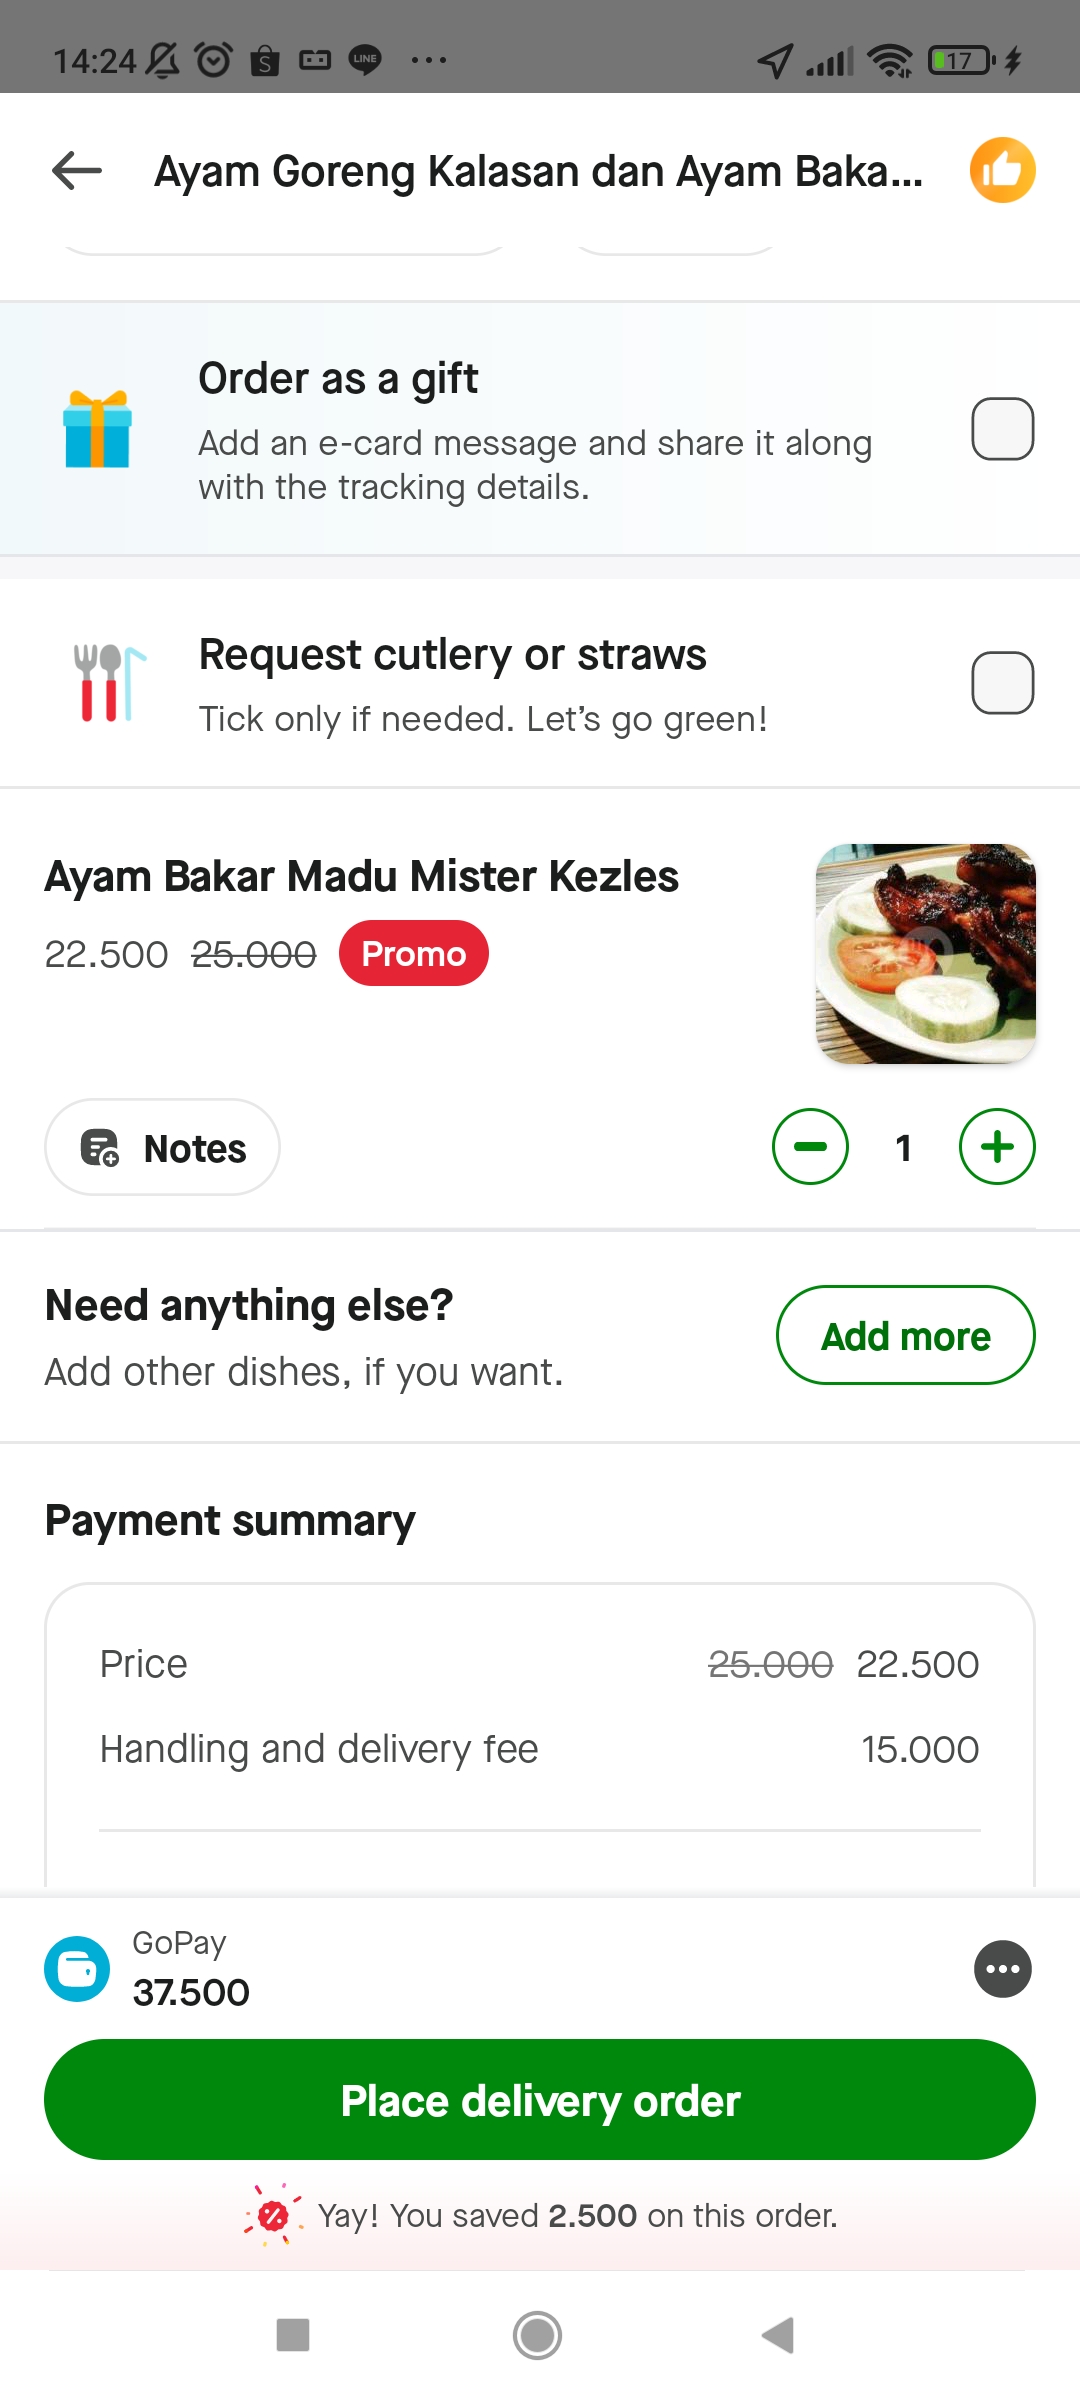 14:24
S
LINE
17
Ayam Goreng Kalasan dan Ayam Baka...
Order as a gift
Add an e-card message and share it along
with the tracking details.
Request cutlery or straws
Tick only if needed. Let's go green!
Ayam Bakar Madu Mister Kezles
22.500 25.000 Promo
Notes
1
Need anything else?
Add other dishes, if you want.
Add more
Payment summary
Price 25.000 22.500
Handling and delivery fee 15.000
GoPay
37.500
Place delivery order
Yay! You saved 2.500 on this order.